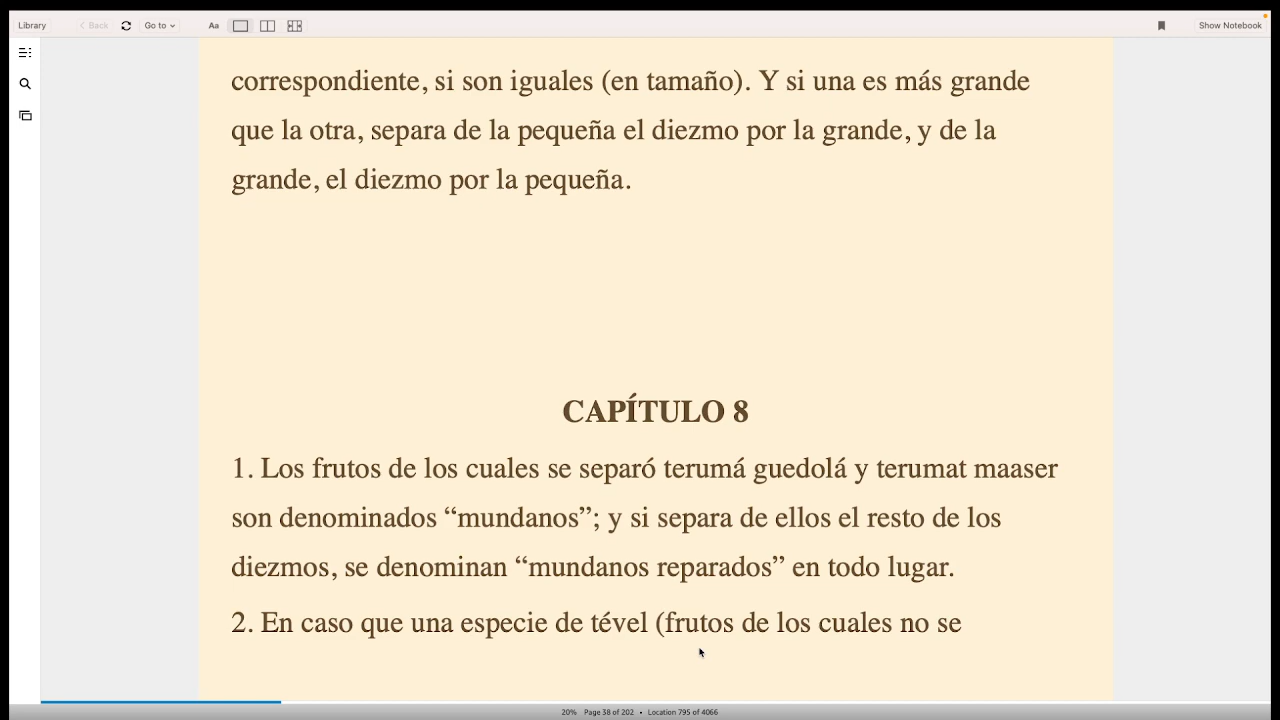 Library
Back
Go to
Aa
Show Notebook
correspondiente, si son iguales (en tamaño). Y si una es más grande
que la otra, separa de la pequeña el diezmo por la grande, y de la
grande, el diezmo por la pequeña.
CAPÍTULO 8
1. Los frutos de los cuales se separó terumá guedolá y terumat maaser
son denominados “mundanos”; y si separa de ellos el resto de los
diezmos, se denominan “mundanos reparados” en todo lugar.
2. En caso que una especie de tével (frutos de los cuales no se
20% Page 38 of 202 • Location 795 of 4066